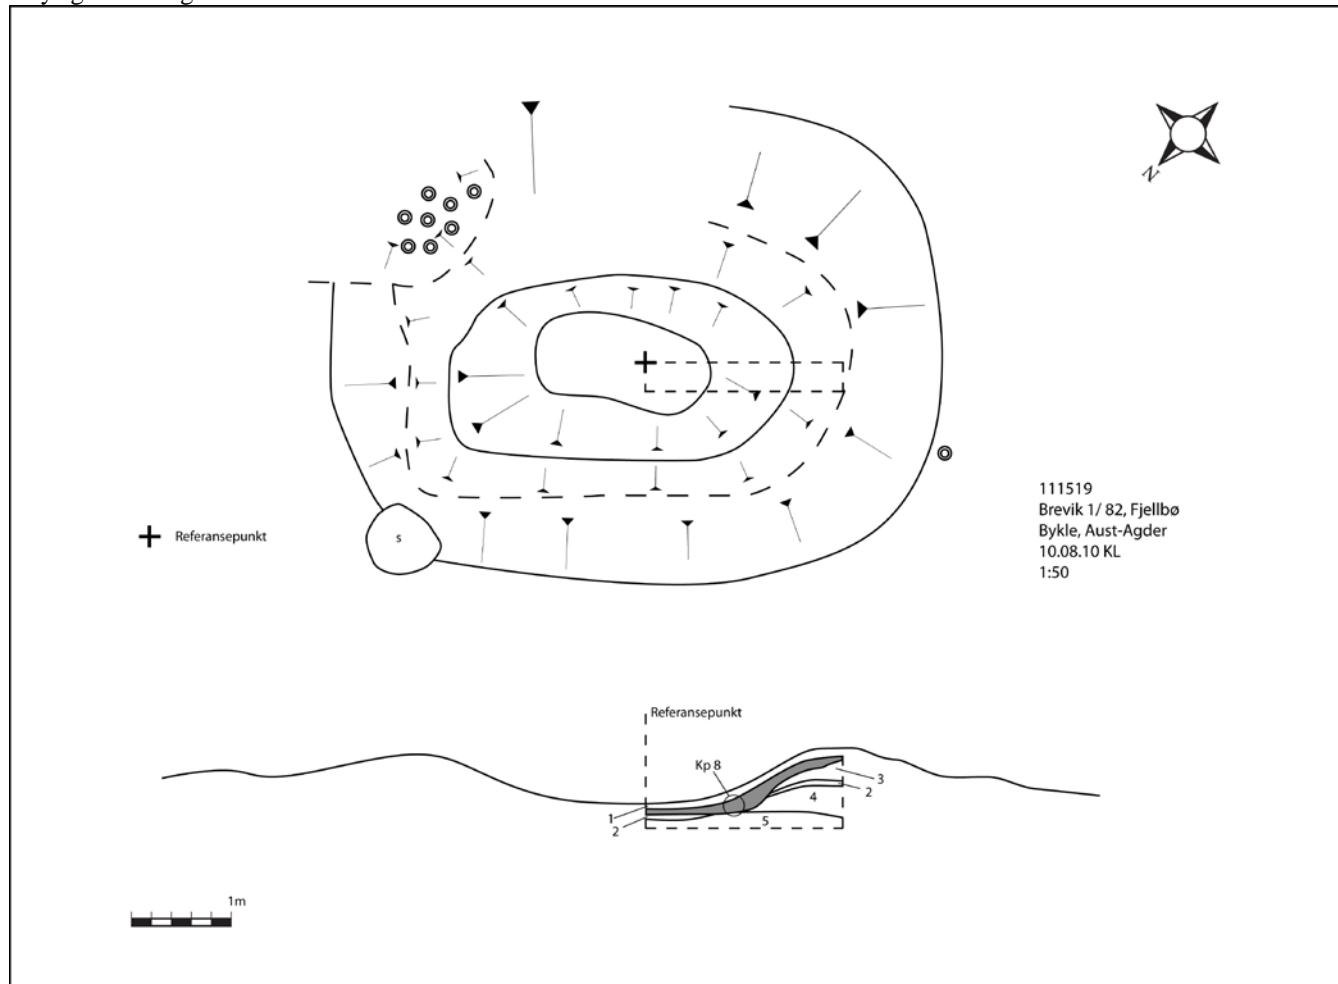 N
s
Referansepunkt
111519
Brevik 1/ 82, Fjellbø
Bykle, Aust-Agder
10.08.10 KL
1:50
Referansepunkt
Kp 8
3
2
4
1
2
5
1m